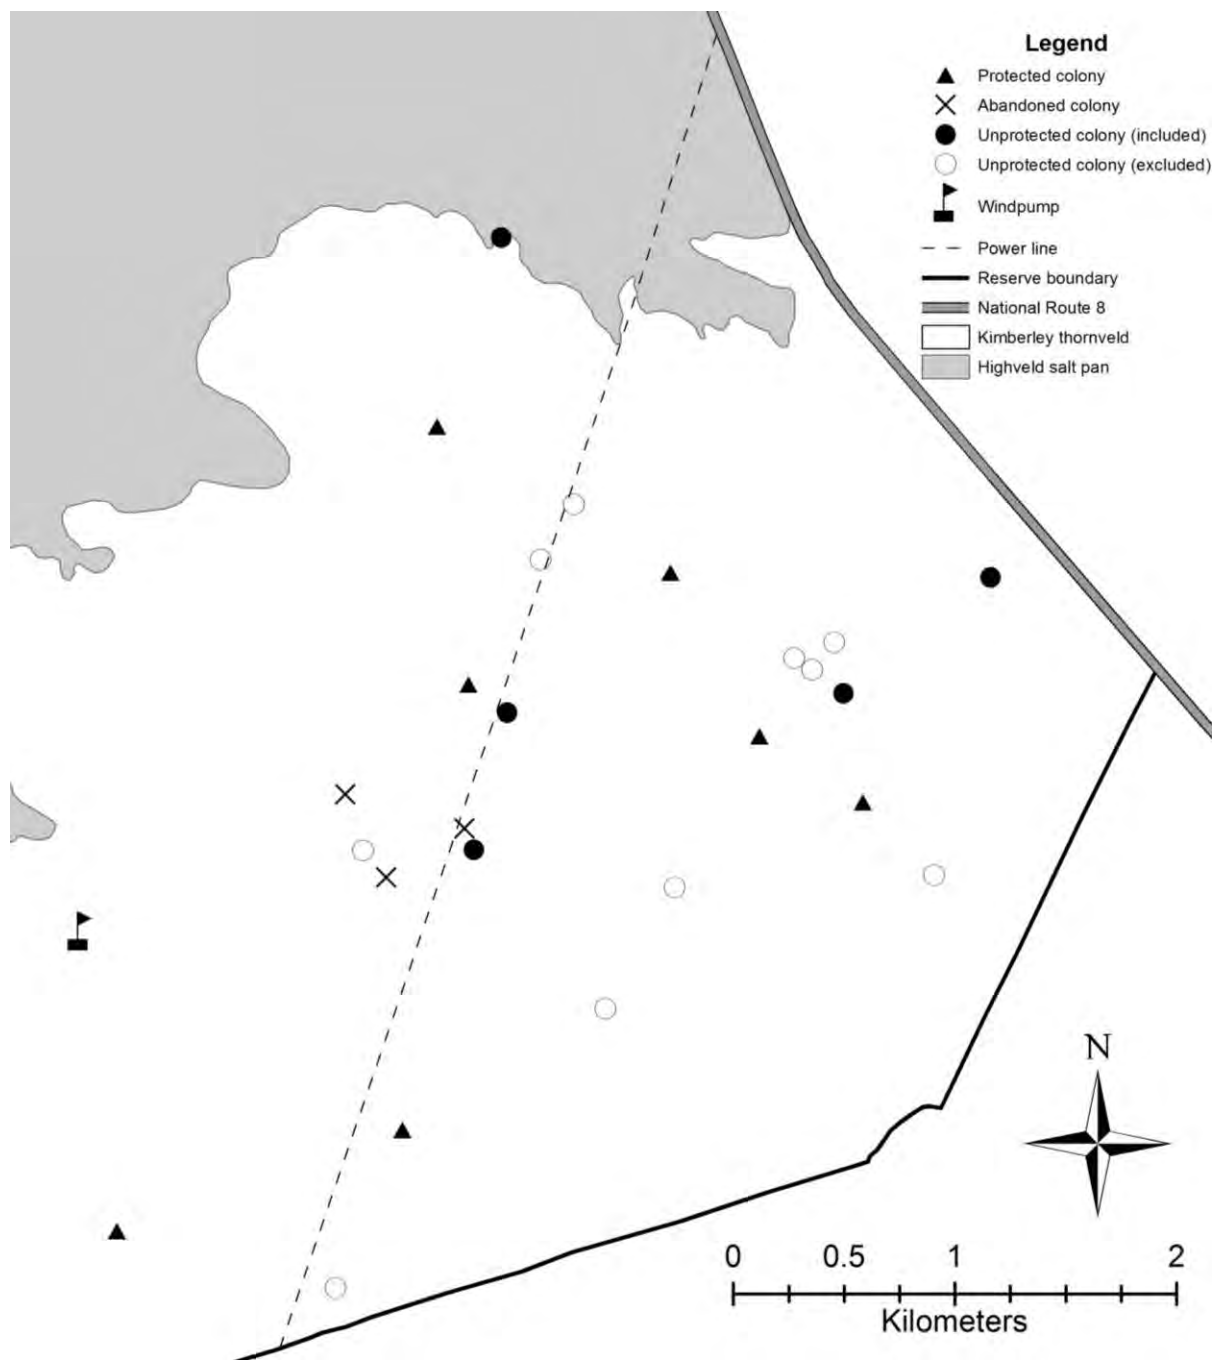 Legend
Protected colony
Abandoned colony
Unprotected colony (included)
Unprotected colony (excluded)
Windpump
Power line
Reserve boundary
National Route 8
Kimberley thornveld
Highveld salt pan
N
0 0.5 1 2
Kilometers